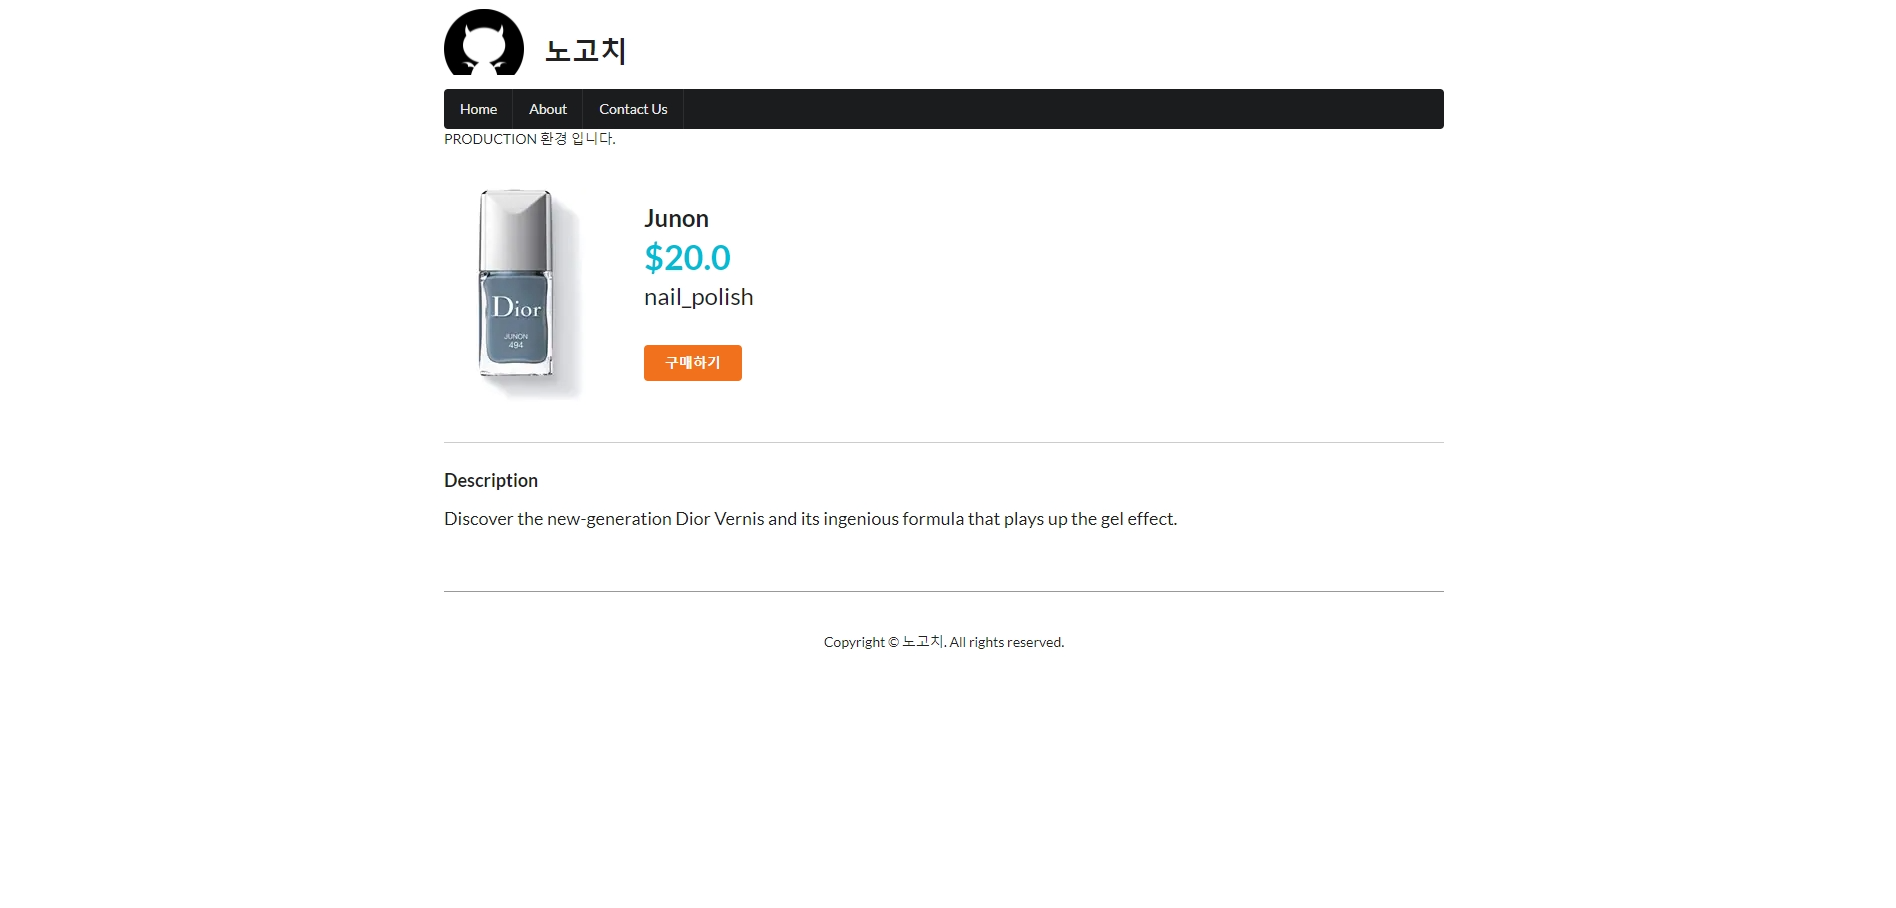 노고치
Home About Contact Us
PRODUCTION 환경 입니다.
Dior
JUNON
494
Junon
$20.0
nail_polish
구매하기
Description
Discover the new-generation Dior Vernis and its ingenious formula that plays up the gel effect.
Copyright © 노고치. All rights reserved.